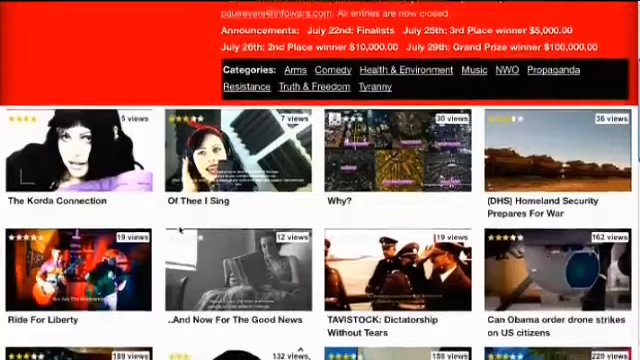 paulrevere@infowars.com. All entries are now closed.
Announcements: July 22nd: Finalists July 25th: 3rd Place winner $5,000.00
July 26th: 2nd Place winner $10,000.00 July 29th: Grand Prize winner $100,000.00
Categories: Arms Comedy Health & Environment Music NWO Propaganda
Resistance Truth & Freedom Tyranny
5 views
7 views
30 views
36 views
The Korda Connection
Of Thee I Sing
Why?
(DHS) Homeland Security
Prepares For War
19 views
12 views
19 views
162 views
Ride For Liberty
..And Now For The Good News
TAVISTOCK: Dictatorship
Without Tears
Can Obama order drone strikes
on US citizens
189 views
132 views